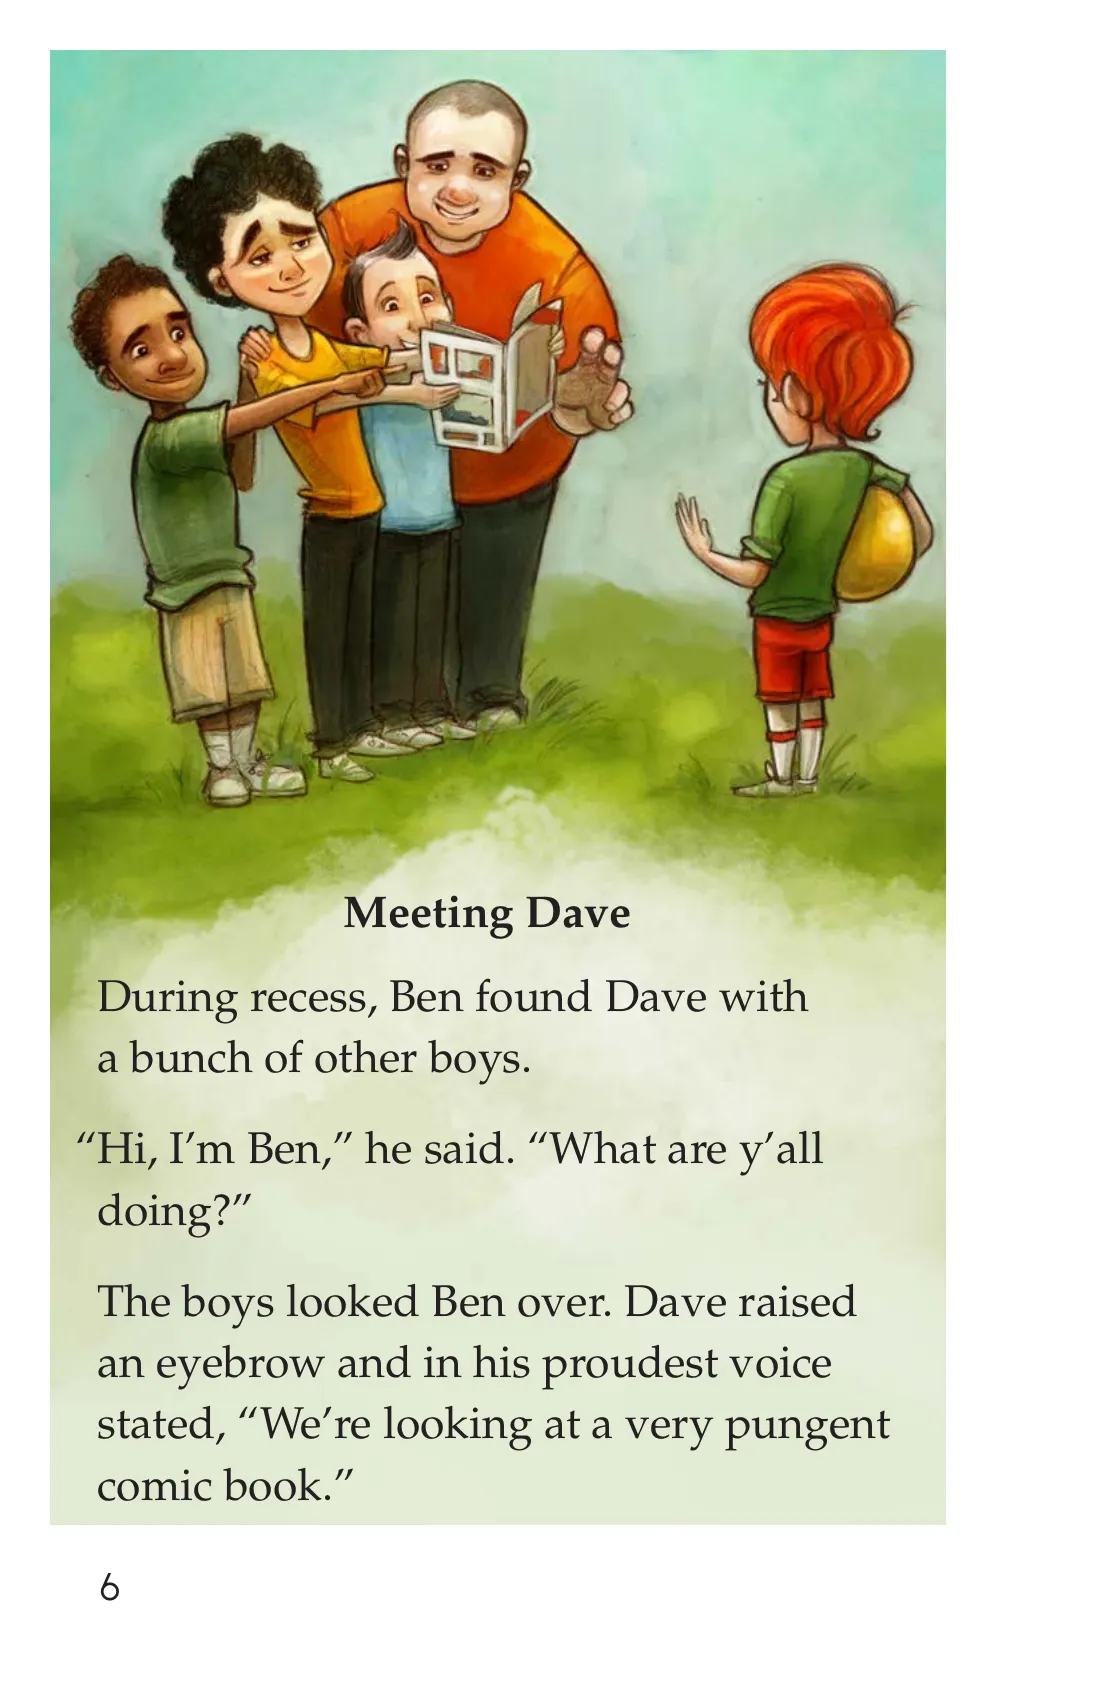 Meeting Dave
During recess, Ben found Dave with
a bunch of other boys.
“Hi, I’m Ben,” he said. “What are y’all
doing?”
The boys looked Ben over. Dave raised
an eyebrow and in his proudest voice
stated, “We’re looking at a very pungent
comic book.”
6